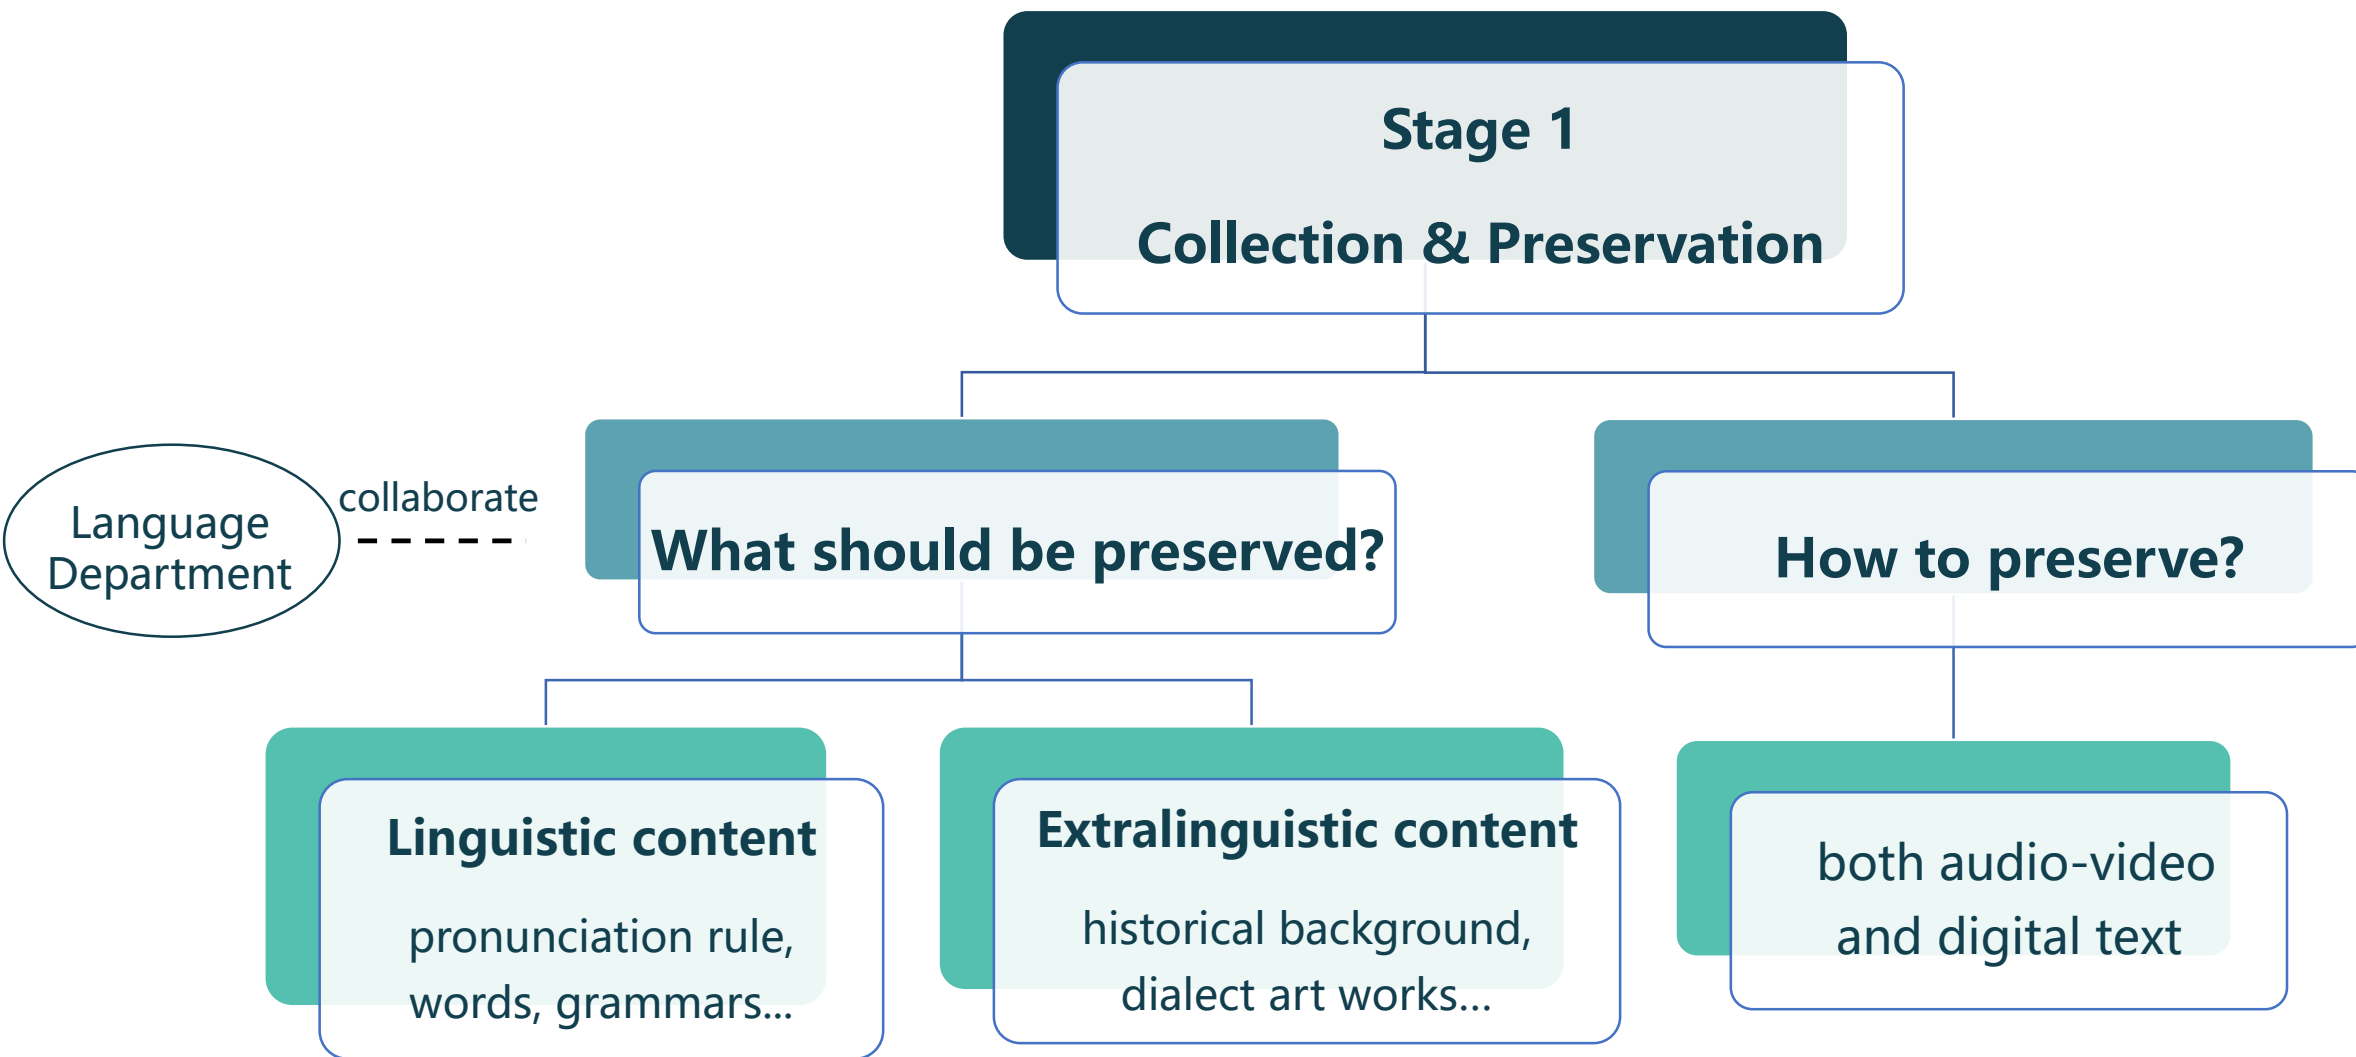 Stage 1
Collection & Preservation
Language
Department
collaborate
What should be preserved?
How to preserve?
Linguistic content
pronunciation rule,
words, grammars...
Extralinguistic content
historical background,
dialect art works...
both audio-video
and digital text